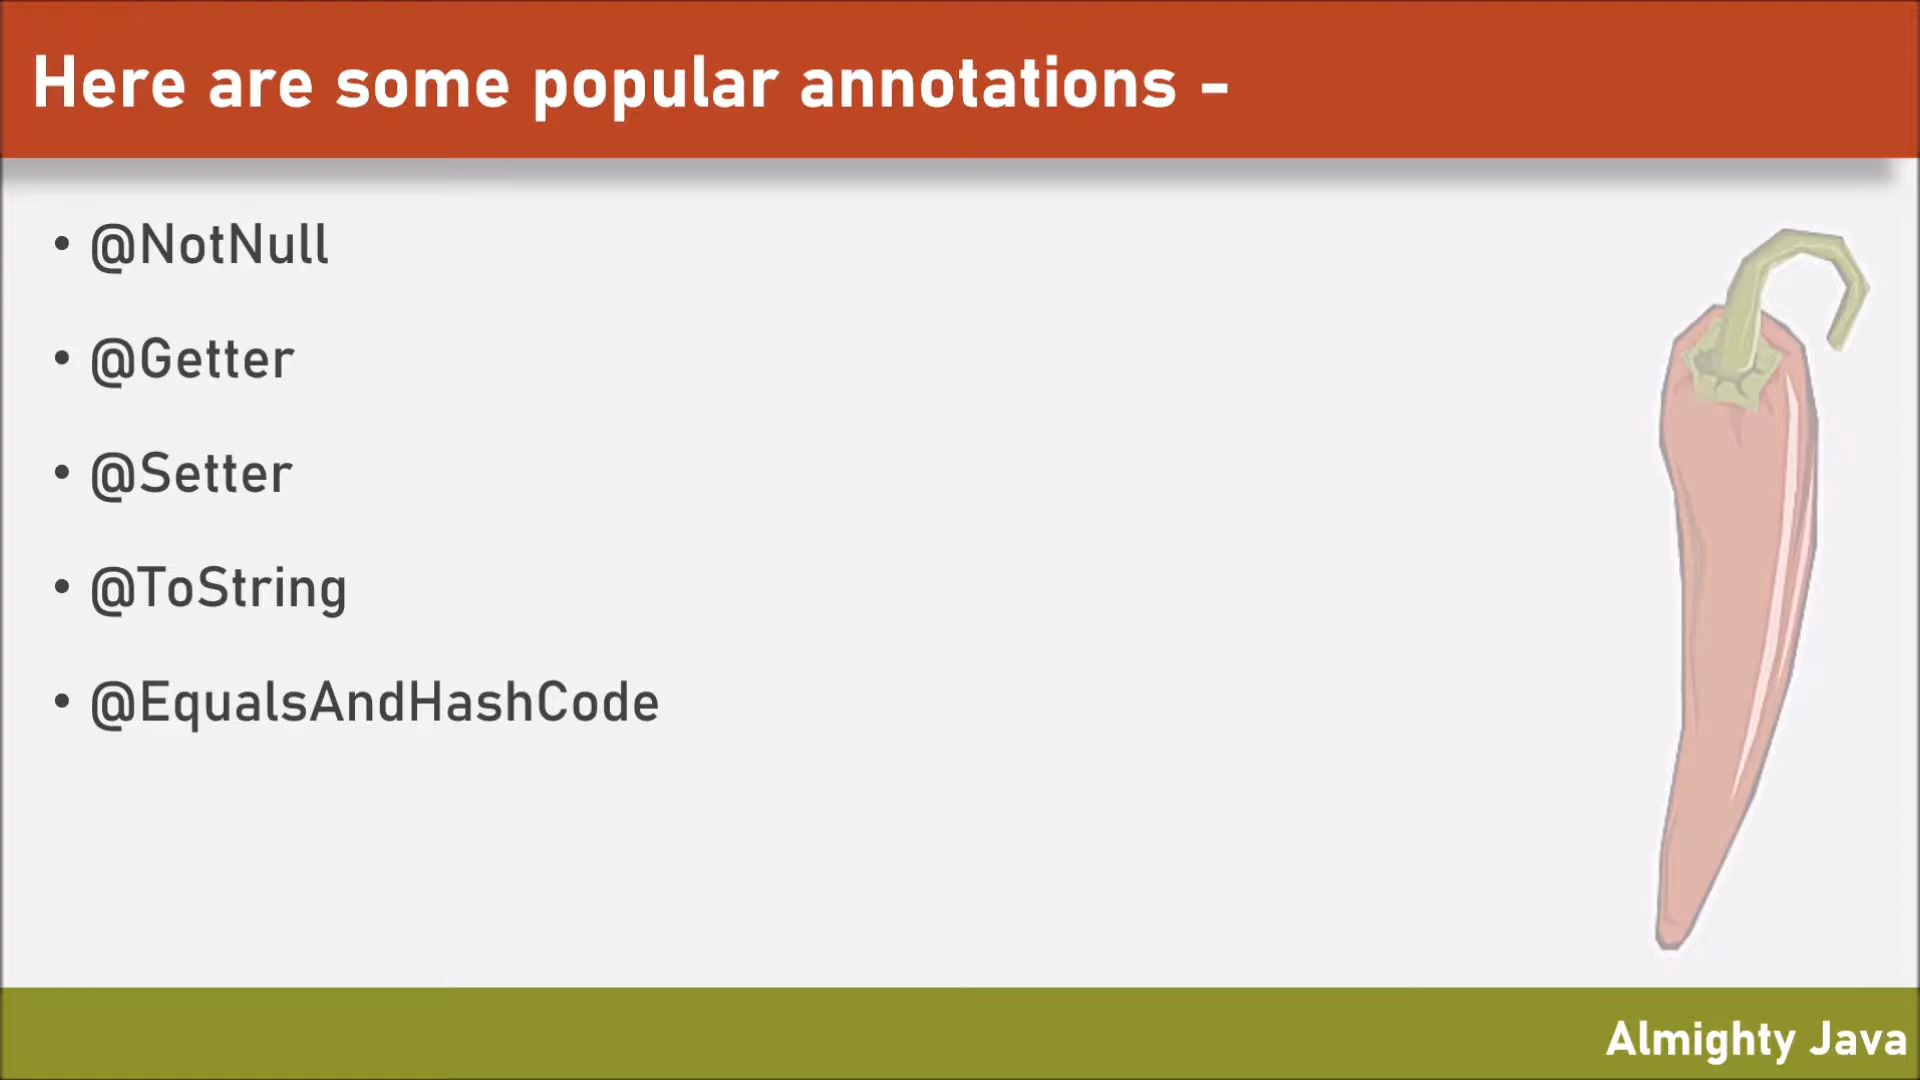 Here are some popular annotations -
• @NotNull
• @Getter
• @Setter
• @ToString
• @EqualsAndHashCode
Almighty Java